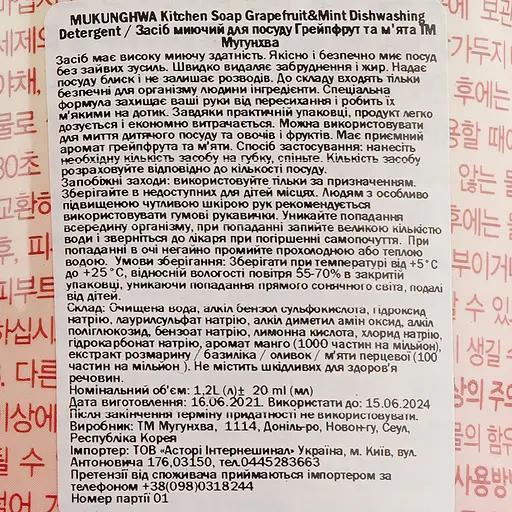 MUKUNGHWA Kitchen Soap Grapefruit&Mint Dishwashing
Detergent / Засіб миючий для посуду Грейпфрут та м'ята ТМ
Мугунхва
Засіб має високу миючу здатність. Якісно і безпечно миє посуд
без зайвих зусиль. Швидко видаляє забруднення і жир. Надає
посуду блиск і не залишає розводів. До складу входять тільки
безпечні для організму людини інгредієнти. Спеціальна
формула захищає ваші руки від пересихання і робить їх
м'якими на дотик. Завдяки практичній упаковці, продукт легко
дозується і економно витрачається. Можна використовувати
для миття дитячого посуду та овочів і фруктів. Має приємний
аромат грейпфрута та м'яти. Спосіб застосування: нанесіть
необхідну кількість засобу на губку, спіньте. Кількість засобу
розраховуйте відповідно до кількості посуду.
Запобіжні заходи: використовуйте тільки за призначенням.
Зберігайте в недоступних для дітей місцях. Людям з особливо
підвищеною чутливою шкірою рук рекомендується
використовувати гумові рукавички. Уникайте попадання
всередину організму, при попаданні запийте великою кількістю
води і зверніться до лікаря при погіршенні самопочуття. При
попаданні в очі негайно промийте прохолодною або теплою
водою. Умови зберігання: Зберігати при температурі від +5°С
до +25°С, відносній вологості повітря 55-70% в закритій
упаковці, уникаючи попадання прямого сонячного світа, подалі
від дітей.
Склад: Очищена вода, алкіл бензол сульфокислота, гідроксид
натрію, лаурилсульфат натрію, алкіл диметил амін оксид, алкіл
поліглюкозид, бензоат натрію, лимонна кислота, хлорид натрію,
гідрокарбонат натрію, аромат манго (1000 частин на мільйон),
екстракт розмарину / базиліка / оливок / м'яти перцевої (100
частин на мільйон ). Не містить шкідливих для здоров'я
речовин.
Номінальний об'єм: 1,2L (л)± 20 ml (мл)
Дата виготовлення: 16.06.2021. Використати до: 15.06.2024
Після закінчення терміну придатності не використовувати.
Виробник: ТМ Мугунхва, 1114, Доніль-ро, Новон-гу, Сеул,
Республіка Корея
Імпортер: ТОВ «Асторі Інтернешинал» Україна, м. Київ, вул.
Антоновича 176,03150, тел.0445283663
Претензії від споживача приймаються імпортером за
телефоном +38(098)0318244
Номер партії 01